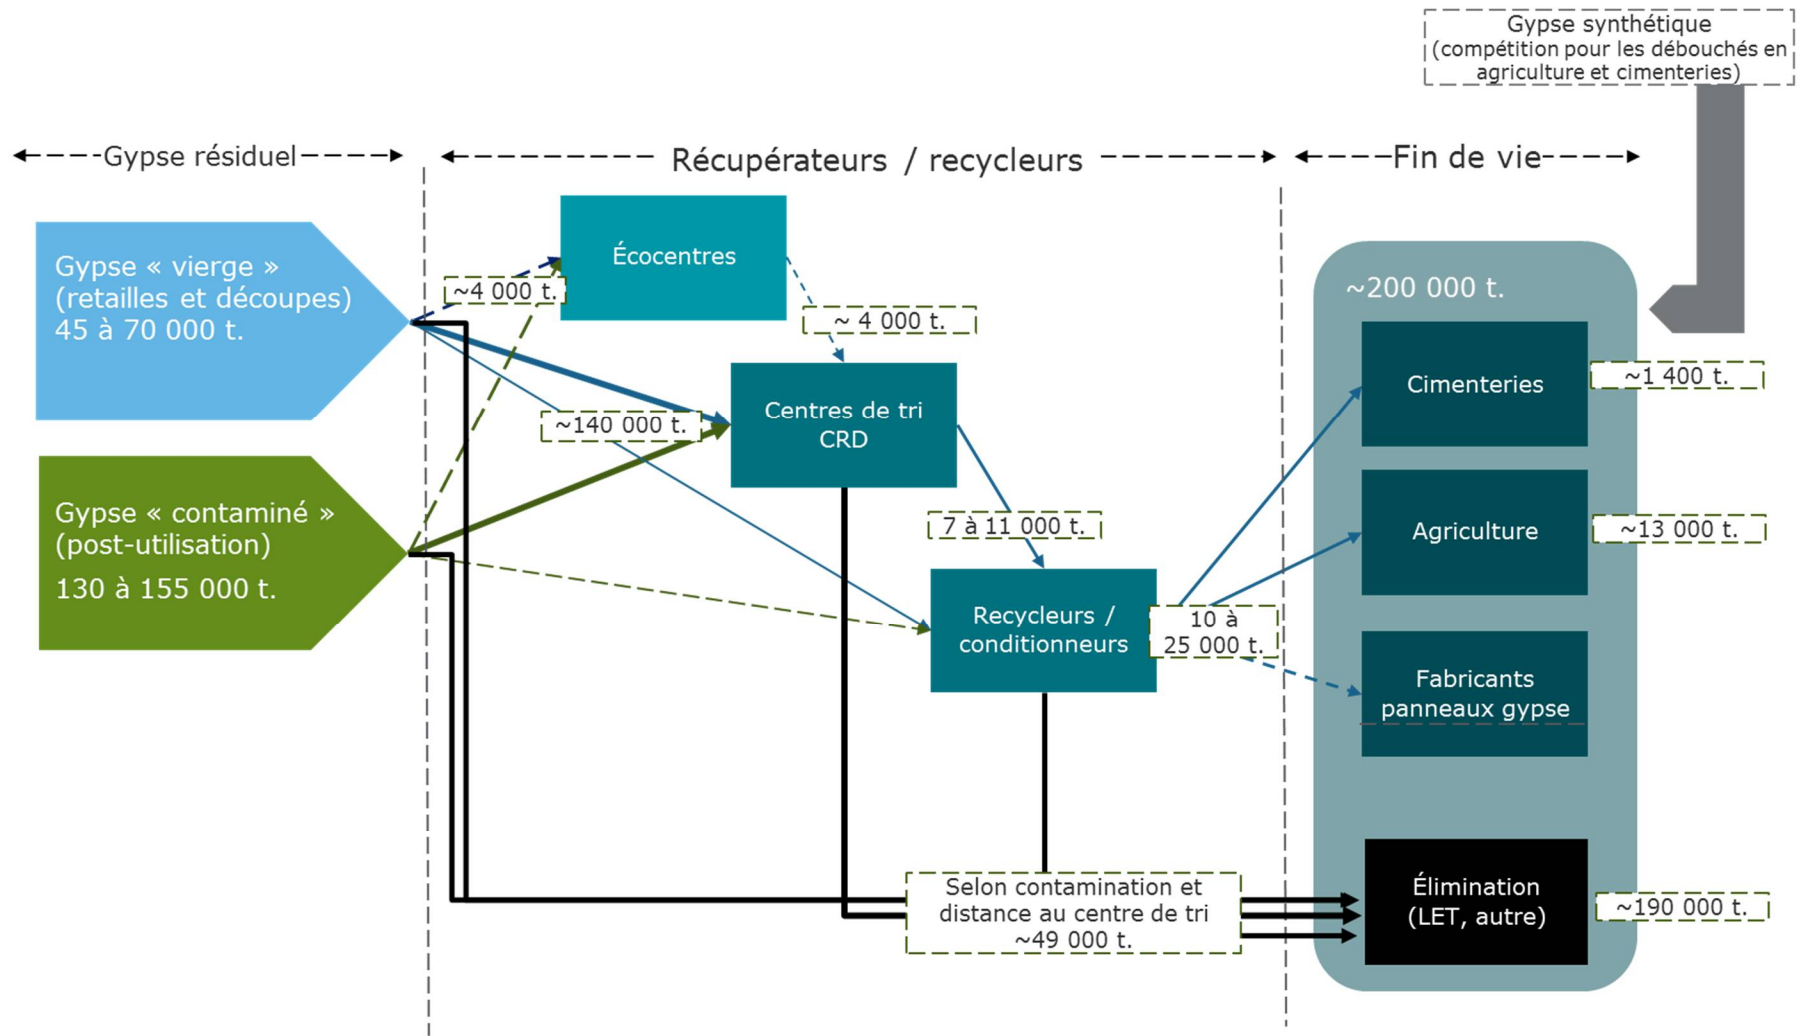 Gypse synthétique
(compétition pour les débouchés en
agriculture et cimenteries)
Gypse résiduel
Récupérateurs / recycleurs
Fin de vie
Gypse « vierge »
(retailles et découpes)
45 à 70 000 t.
Écocentres
~4 000 t.
~ 4 000 t.
~200 000 t.
Cimenteries
~1 400 t.
Centres de tri
CRD
~140 000 t.
Gypse « contaminé »
(post-utilisation)
130 à 155 000 t.
7 à 11 000 t.
Agriculture
~13 000 t.
Recycleurs /
conditionneurs
10 à
25 000 t.
Fabricants
panneaux gypse
Selon contamination et
distance au centre de tri
~49 000 t.
Élimination
(LET, autre)
~190 000 t.